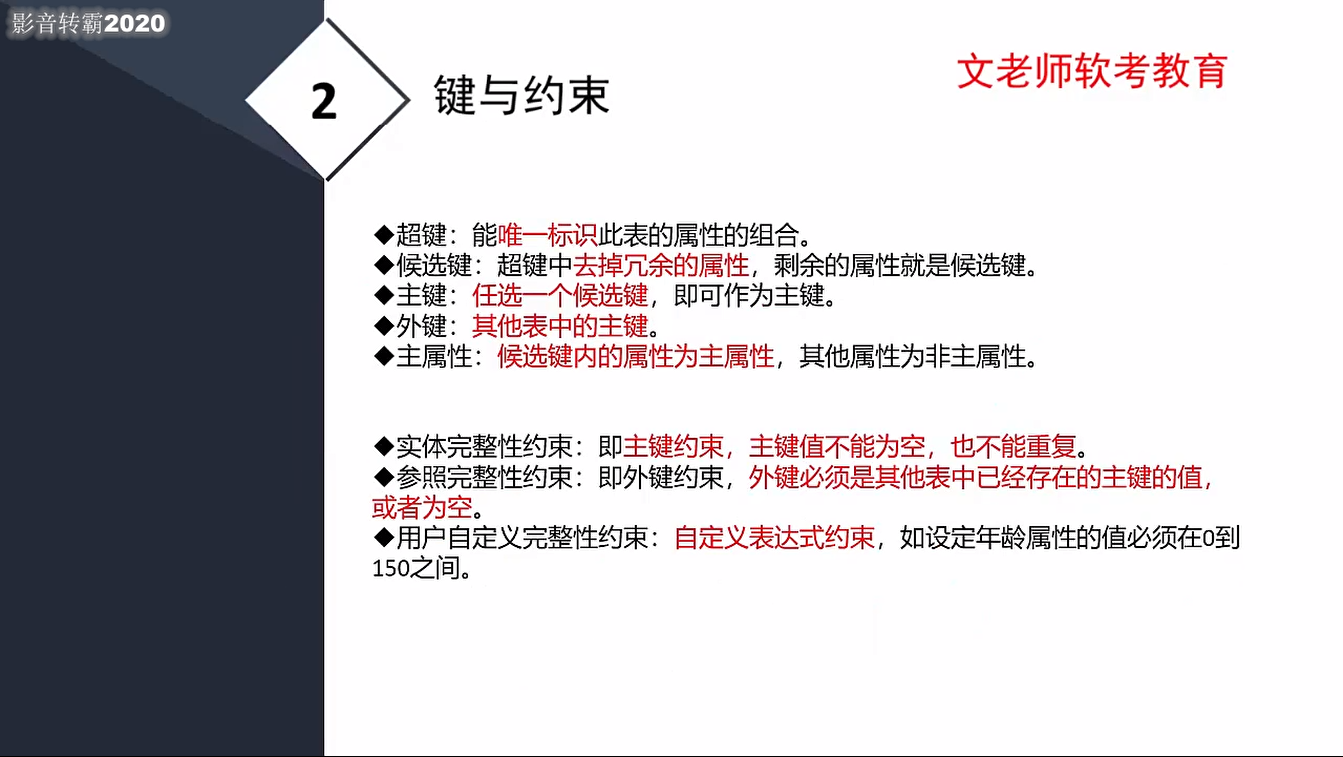 影音转霸2020
文老师软考教育
2
键与约束
◆超键：能唯一标识此表的属性的组合。
◆候选键：超键中去掉冗余的属性，剩余的属性就是候选键。
◆主键：任选一个候选键，即可作为主键。
◆外键：其他表中的主键。
◆主属性：候选键内的属性为主属性，其他属性为非主属性。
◆实体完整性约束：即主键约束，主键值不能为空，也不能重复。
◆参照完整性约束：即外键约束，外键必须是其他表中已经存在的主键的值，
或者为空。
◆用户自定义完整性约束：自定义表达式约束，如设定年龄属性的值必须在0到
150之间。